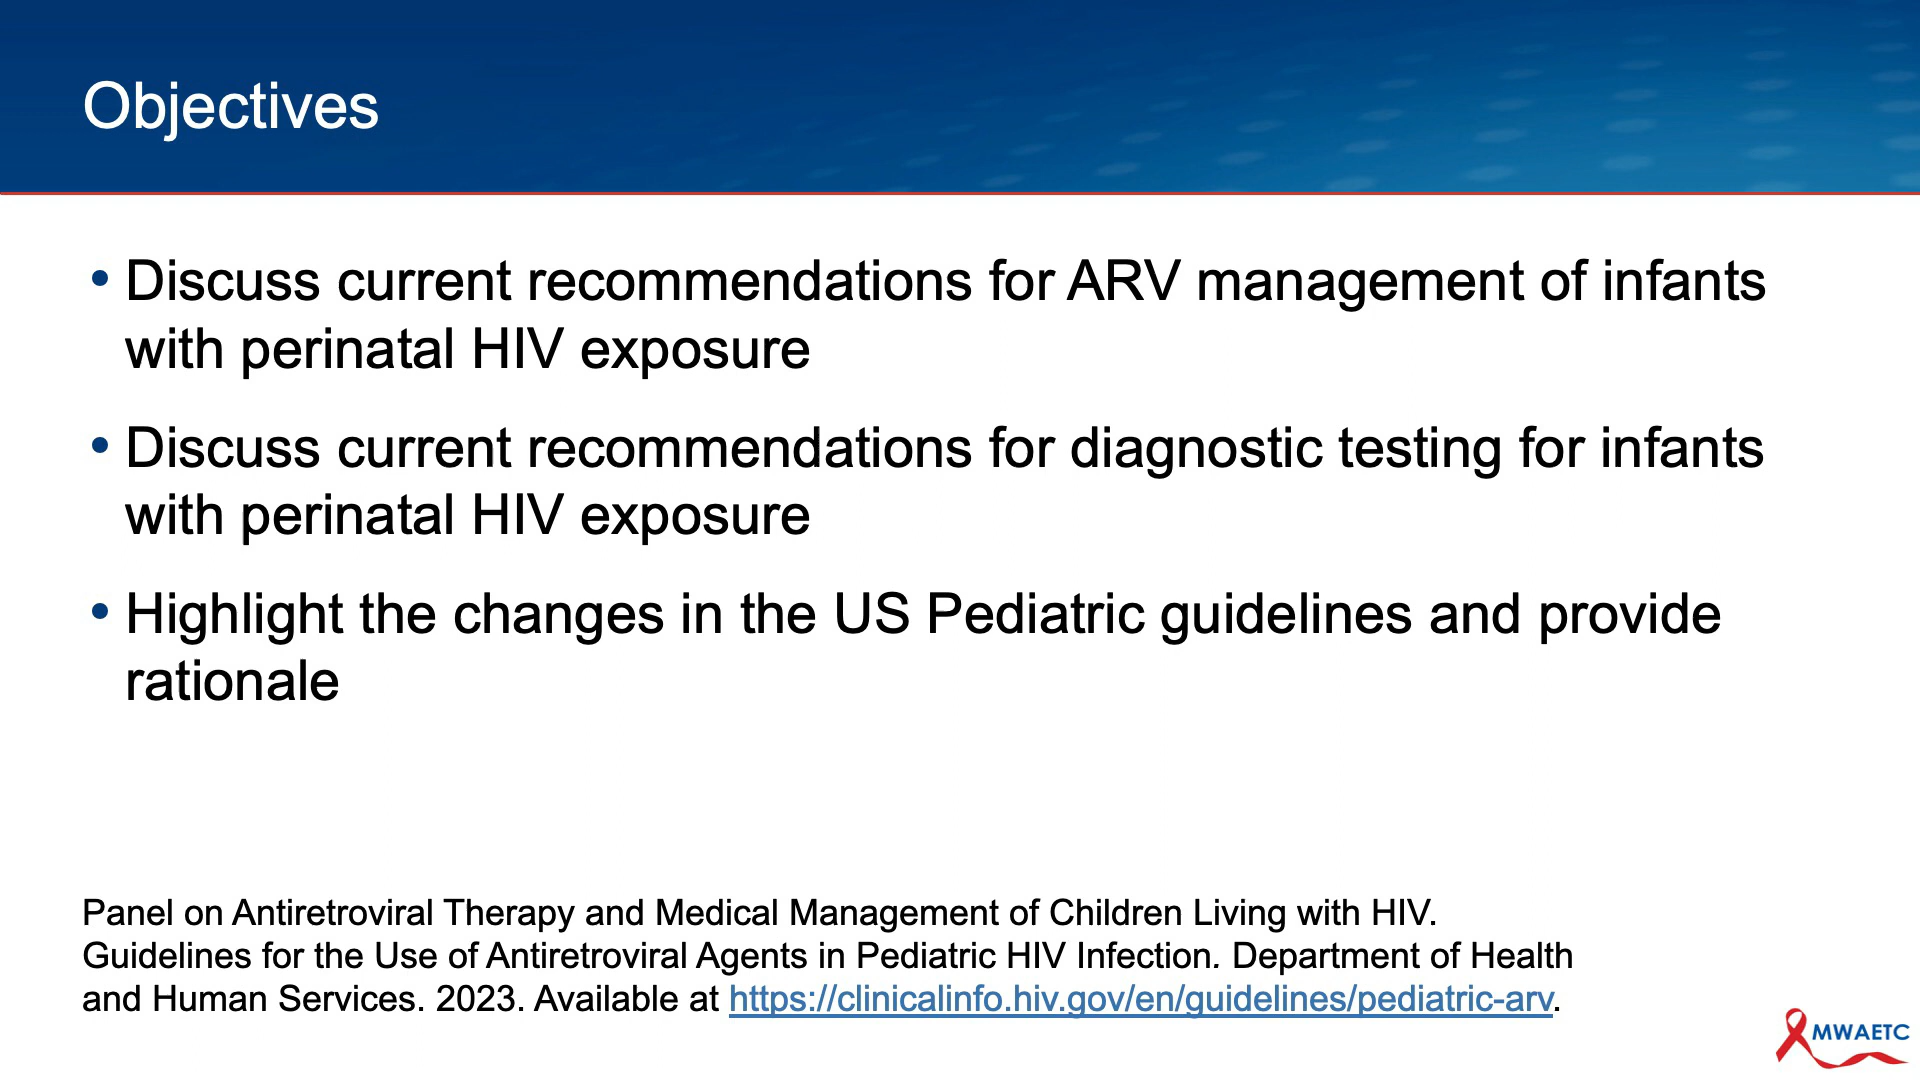 Objectives
• Discuss current recommendations for ARV management of infants
with perinatal HIV exposure
• Discuss current recommendations for diagnostic testing for infants
with perinatal HIV exposure
• Highlight the changes in the US Pediatric guidelines and provide
rationale
Panel on Antiretroviral Therapy and Medical Management of Children Living with HIV.
Guidelines for the Use of Antiretroviral Agents in Pediatric HIV Infection. Department of Health
and Human Services. 2023. Available at https://clinicalinfo.hiv.gov/en/guidelines/pediatric-arv.
MWAETC